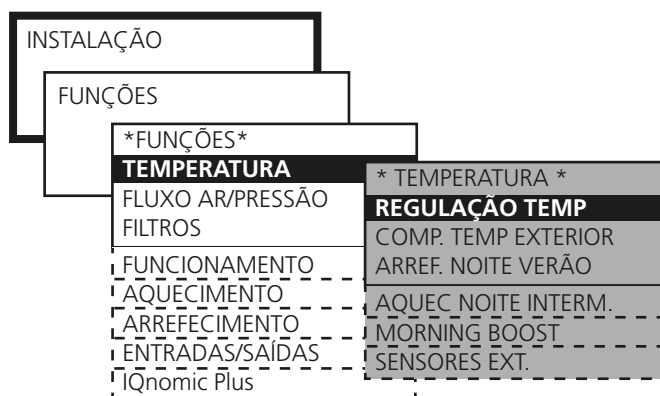 INSTALAÇÃO
FUNÇÕES
*FUNÇÕES*
TEMPERATURA
FLUXO AR/PRESSÃO
FILTROS
FUNCIONAMENTO
AQUECIMENTO
ARREFECIMENTO
ENTRADAS/SAÍDAS
IQnomic Plus
* TEMPERATURA *
REGULAÇÃO TEMP
COMP. TEMP EXTERIOR
ARREF. NOITE VERÃO
AQUEC NOITE INTERM.
MORNING BOOST
SENSORES EXT.